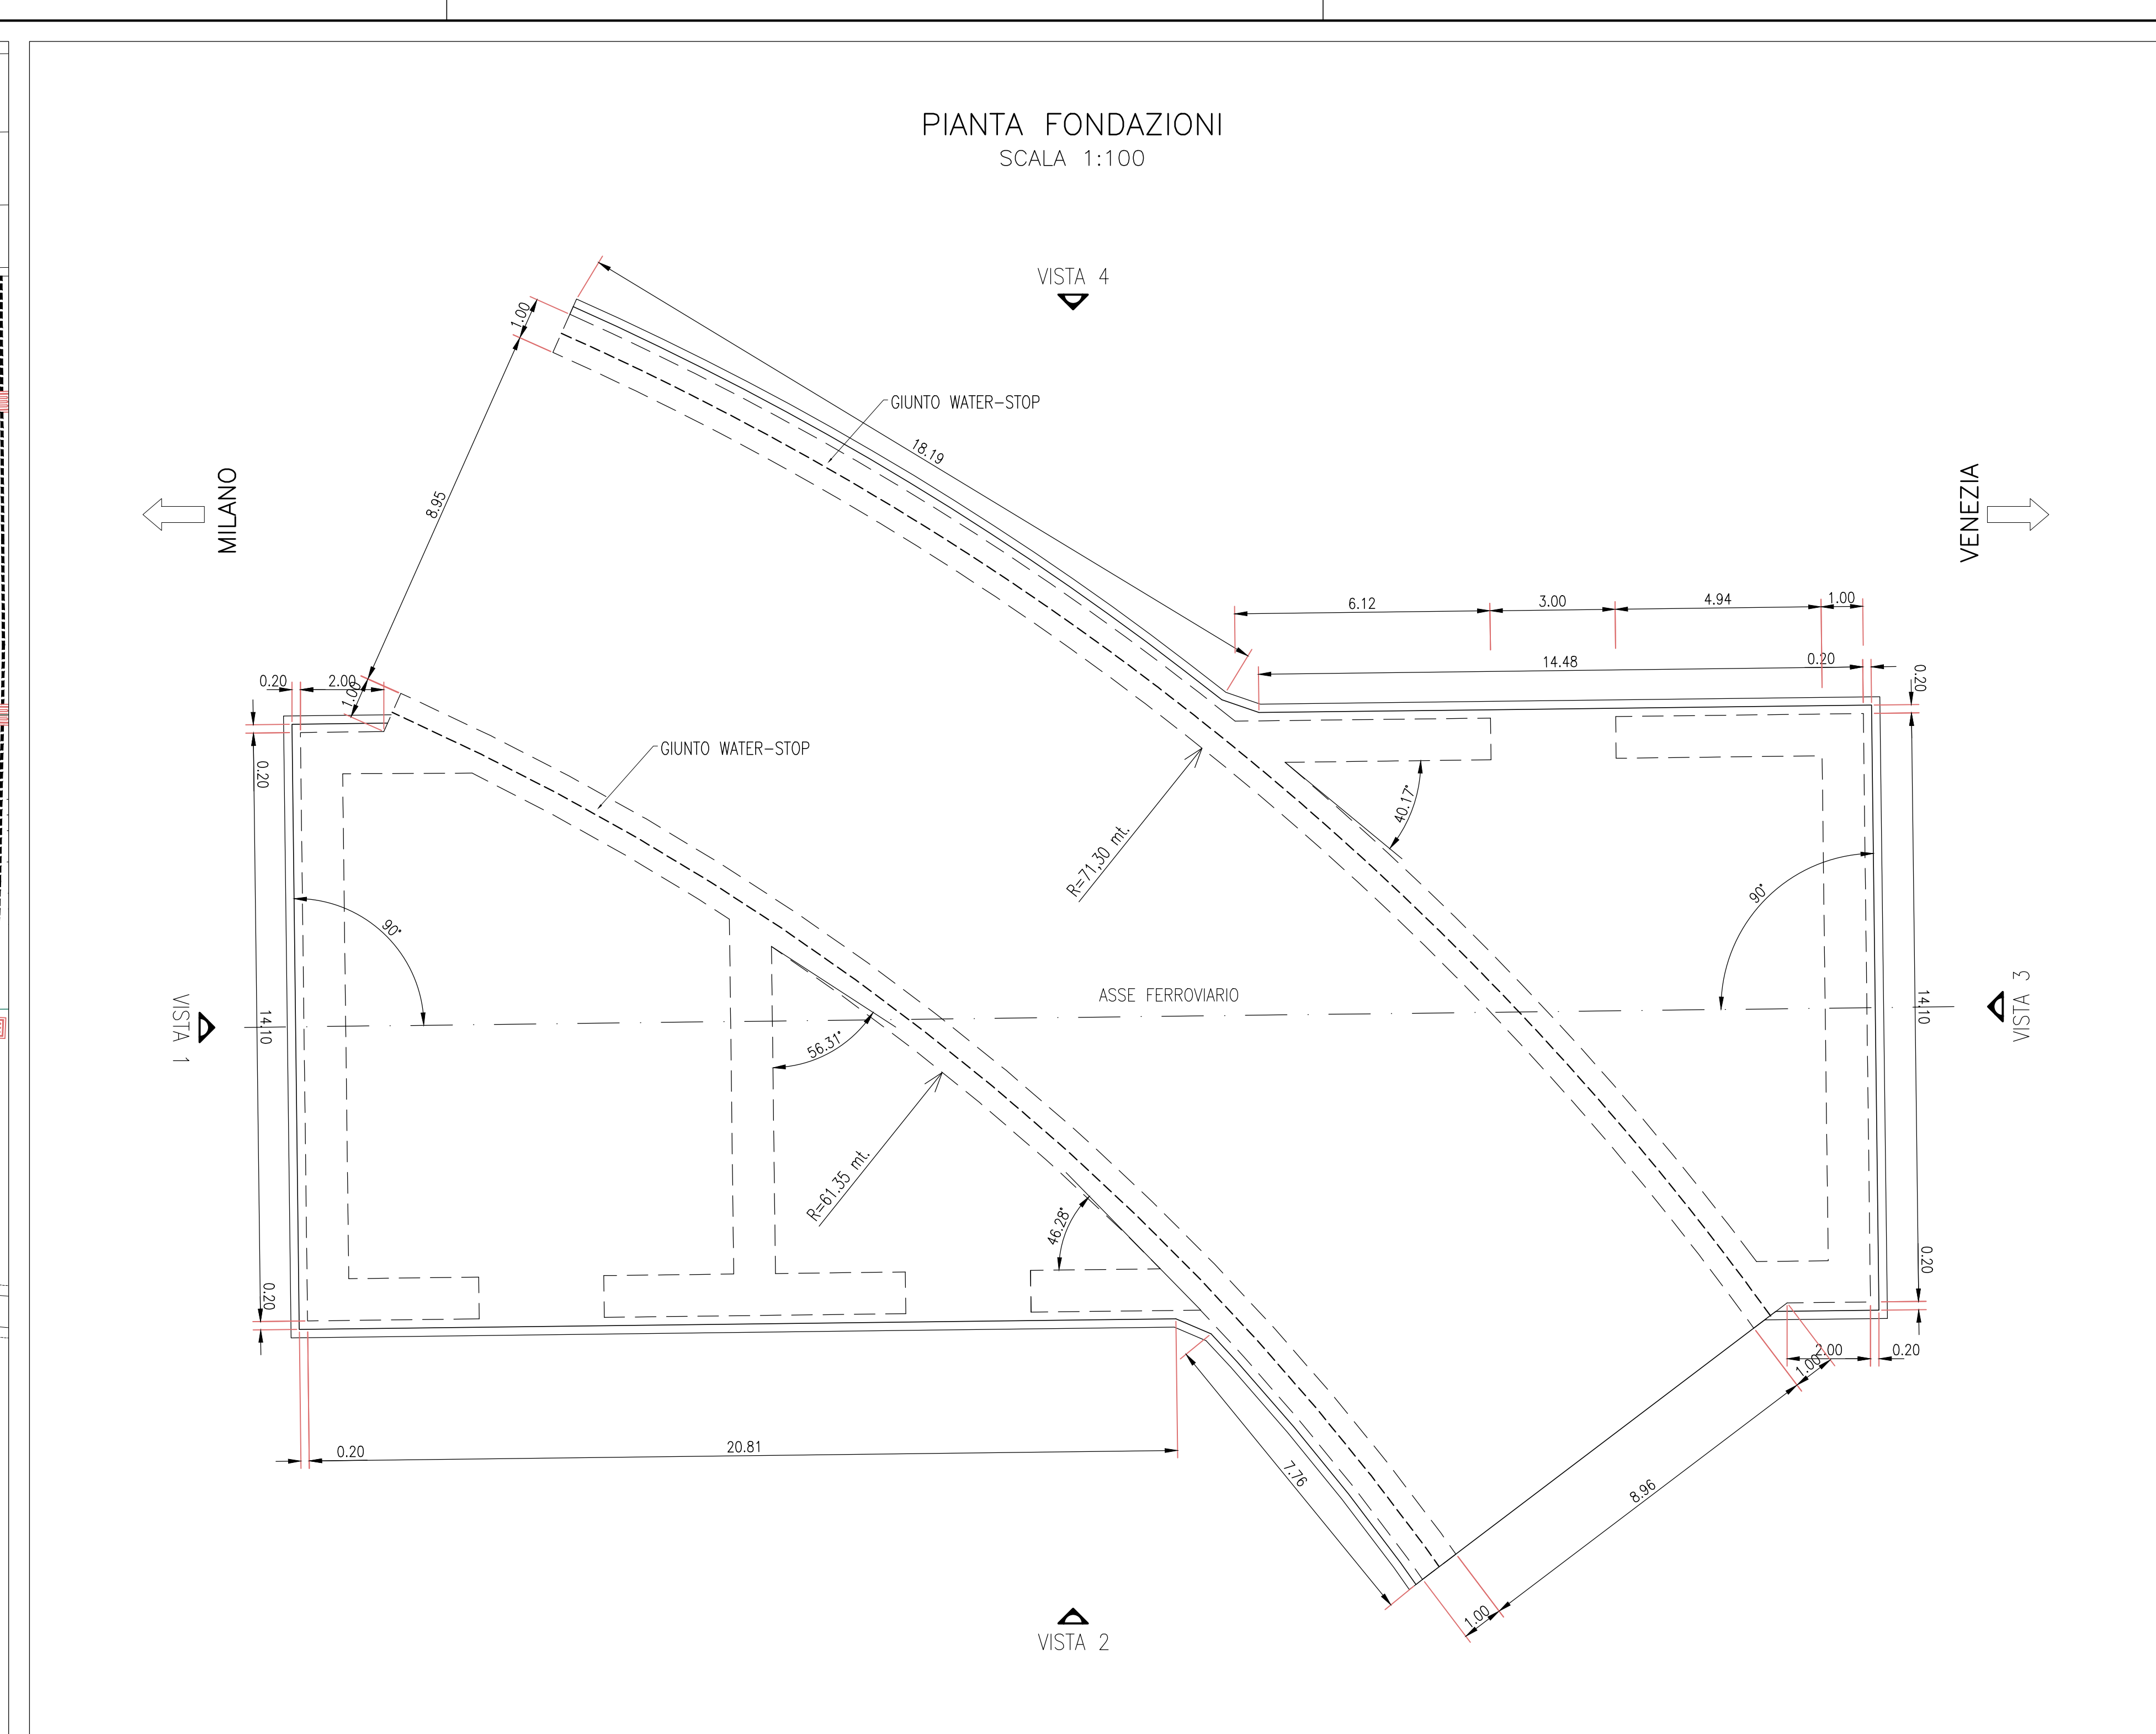 PIANTA FONDAZIONI
SCALA 1:100
VISTA 4
1.00
GIUNTO WATER-STOP
18.19
8.95
MILANO
VENEZIA
6.12
3.00
4.94
1.00
14.48
0.20
0.20
0.20
2.00
1.00
GIUNTO WATER-STOP
0.20
40.17°
R=71,30 mt.
90°
90°
ASSE FERROVIARIO
VISTA 1
14.10
14.10
VISTA 3
56.31°
R=61.35 mt.
46.28°
0.20
0.20
2.00
0.20
1.00
0.20
20.81
7.76
8.96
1.00
VISTA 2